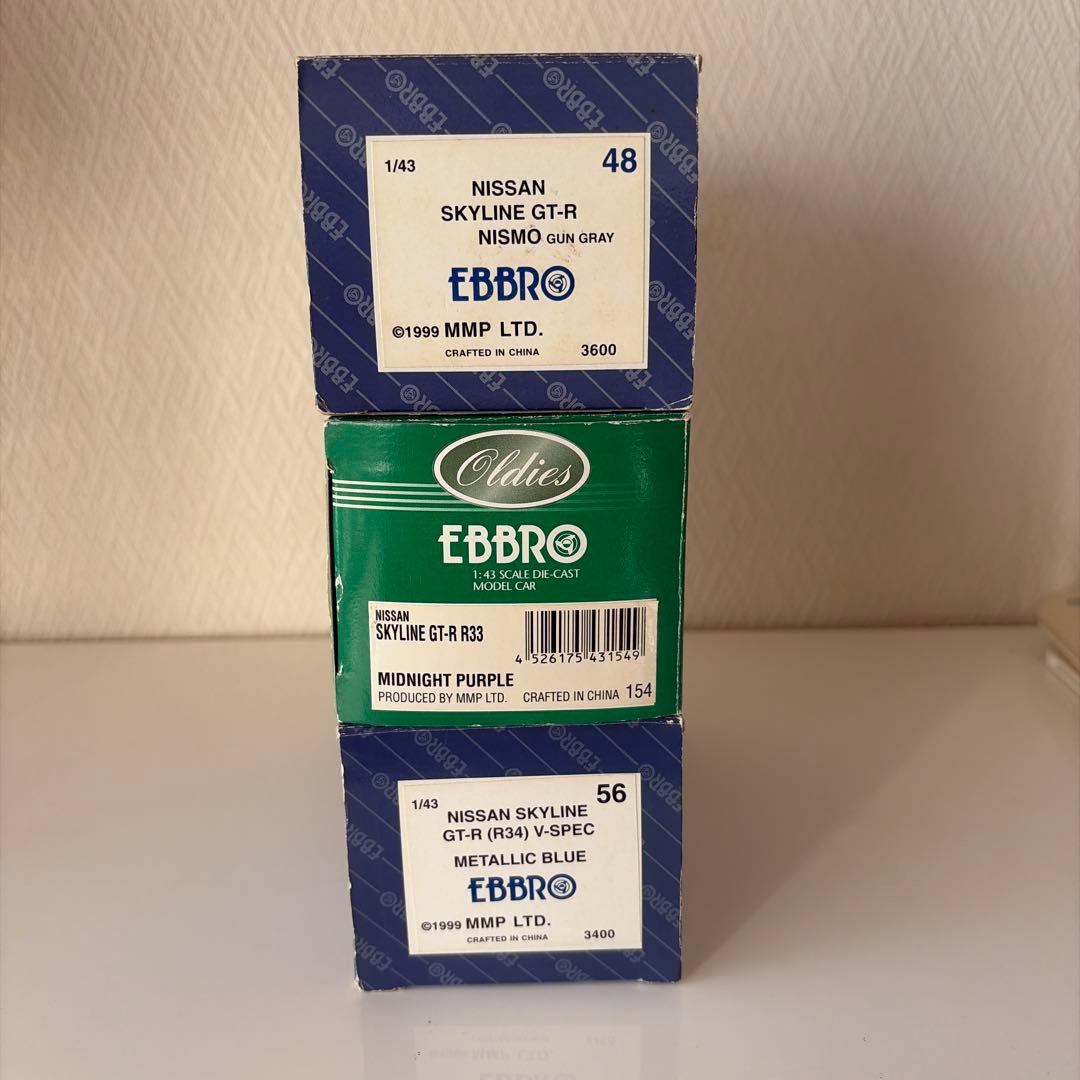 1/43
48
NISSAN
SKYLINE GT-R
NISMO GUN GRAY
EBBRO
©1999 MMP LTD.
CRAFTED IN CHINA
3600
Oldies
EBBRO
1:43 SCALE DIE-CAST
MODEL CAR
NISSAN
SKYLINE GT-R R33
4 526175 431549
MIDNIGHT PURPLE
PRODUCED BY MMP LTD. CRAFTED IN CHINA 154
1/43
56
NISSAN SKYLINE
GT-R (R34) V-SPEC
METALLIC BLUE
EBBRO
©1999 MMP LTD.
CRAFTED IN CHINA
3400